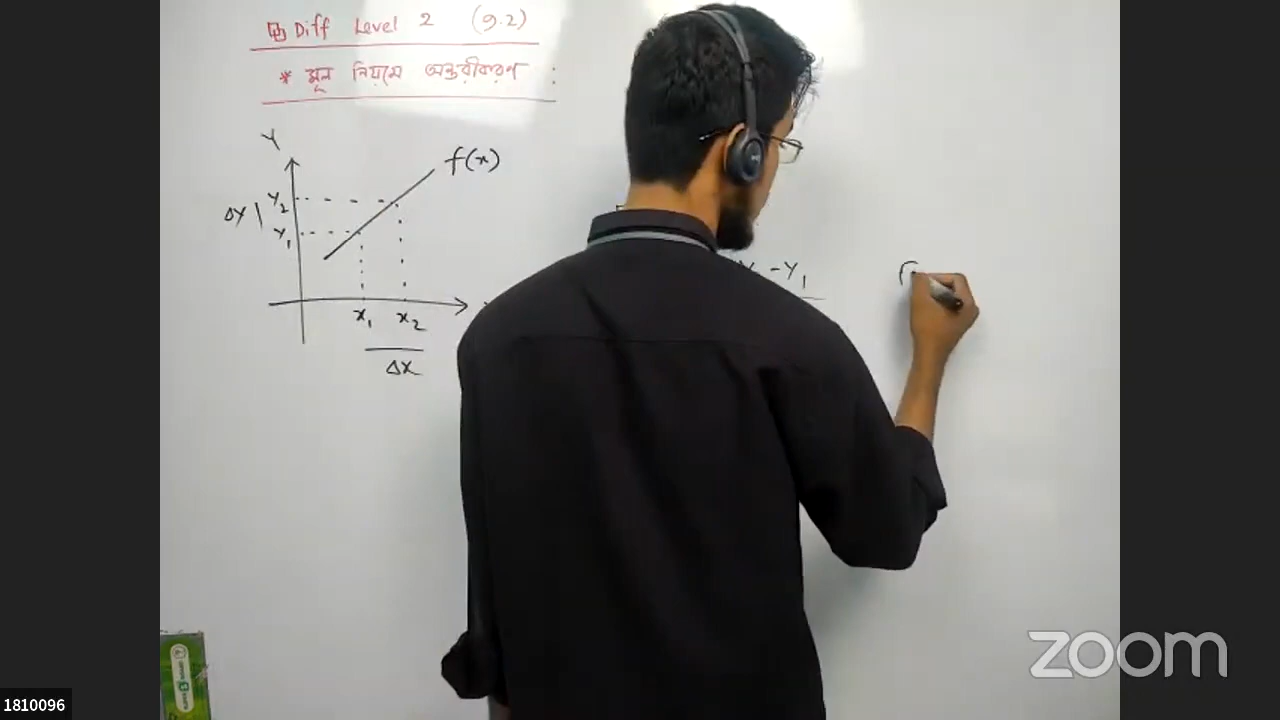 Diff Level 2 (9.2)
* মূল নিয়মে অন্তরীকরণ :
Y
f(x)
ΔY
Y₂
Y₁
x₁ x₂
Δx
- Y₁
zoom
1810096